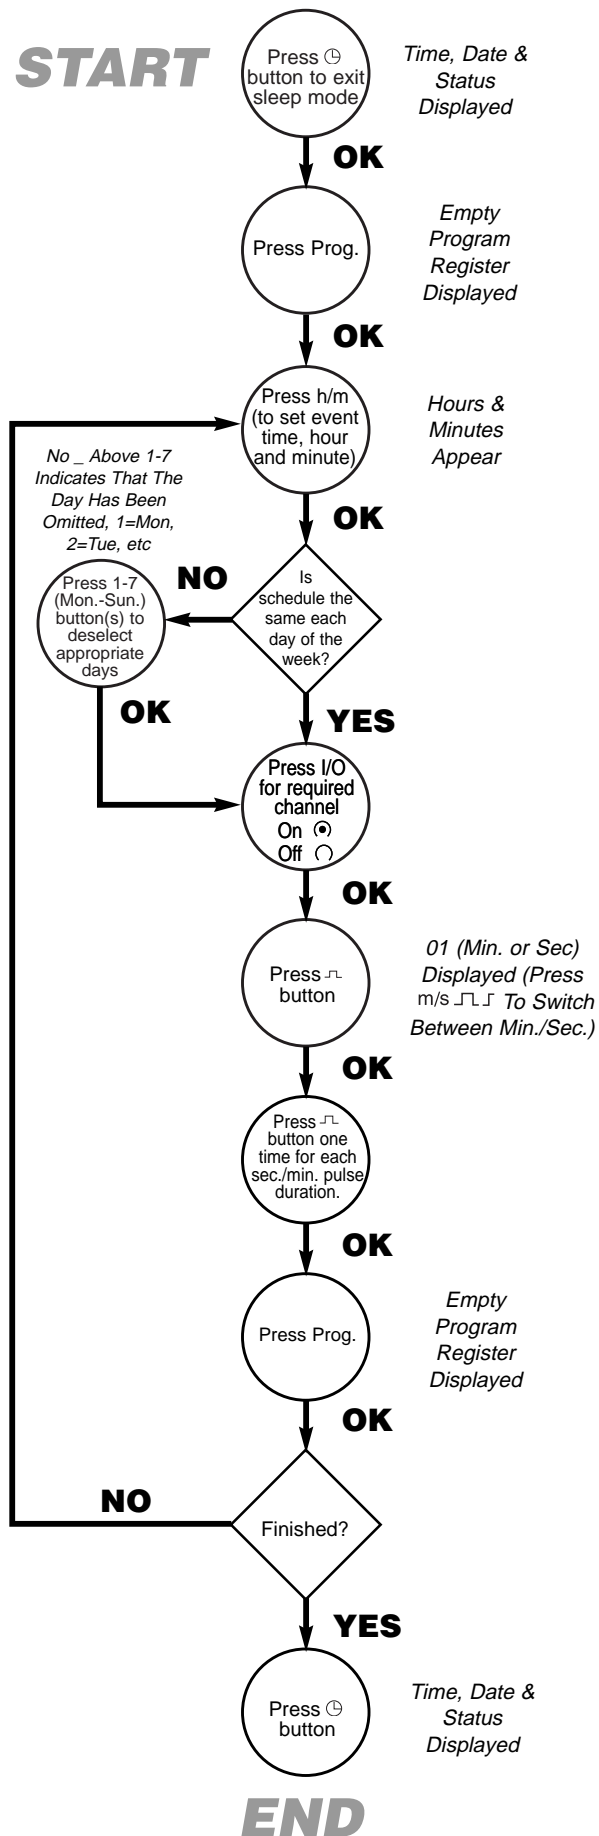 START
Press
button to exit
sleep mode
Time, Date &
Status
Displayed
OK
Press Prog.
Empty
Program
Register
Displayed
OK
Press h/m
(to set event
time, hour
and minute)
Hours &
Minutes
Appear
OK
No _ Above 1-7
Indicates That The
Day Has Been
Omitted, 1=Mon,
2=Tue, etc
Is
schedule the
same each
day of the
week?
NO
Press 1-7
(Mon.-Sun.)
button(s) to
deselect
appropriate
days
OK
YES
Press I/O
for required
channel
On
Off
OK
Press
button
01 (Min. or Sec)
Displayed (Press
m/s To Switch
Between Min./Sec.)
OK
Press
button one
time for each
sec./min. pulse
duration.
OK
Press Prog.
Empty
Program
Register
Displayed
OK
Finished?
NO
YES
Press
button
Time, Date &
Status
Displayed
END